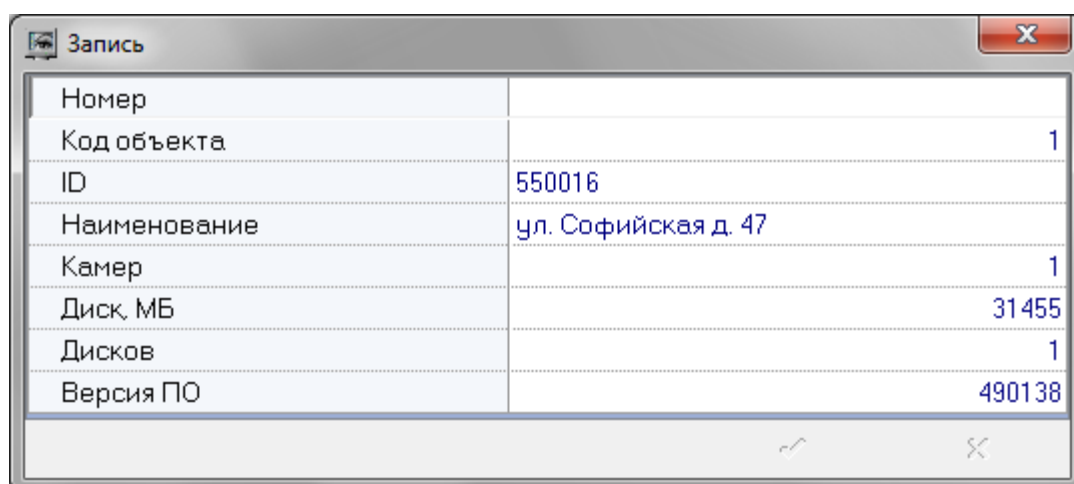 Запись
Номер
Код объекта 1
ID 550016
Наименование ул. Софийская д. 47
Камер 1
Диск, МБ 31455
Дисков 1
Версия ПО 490138